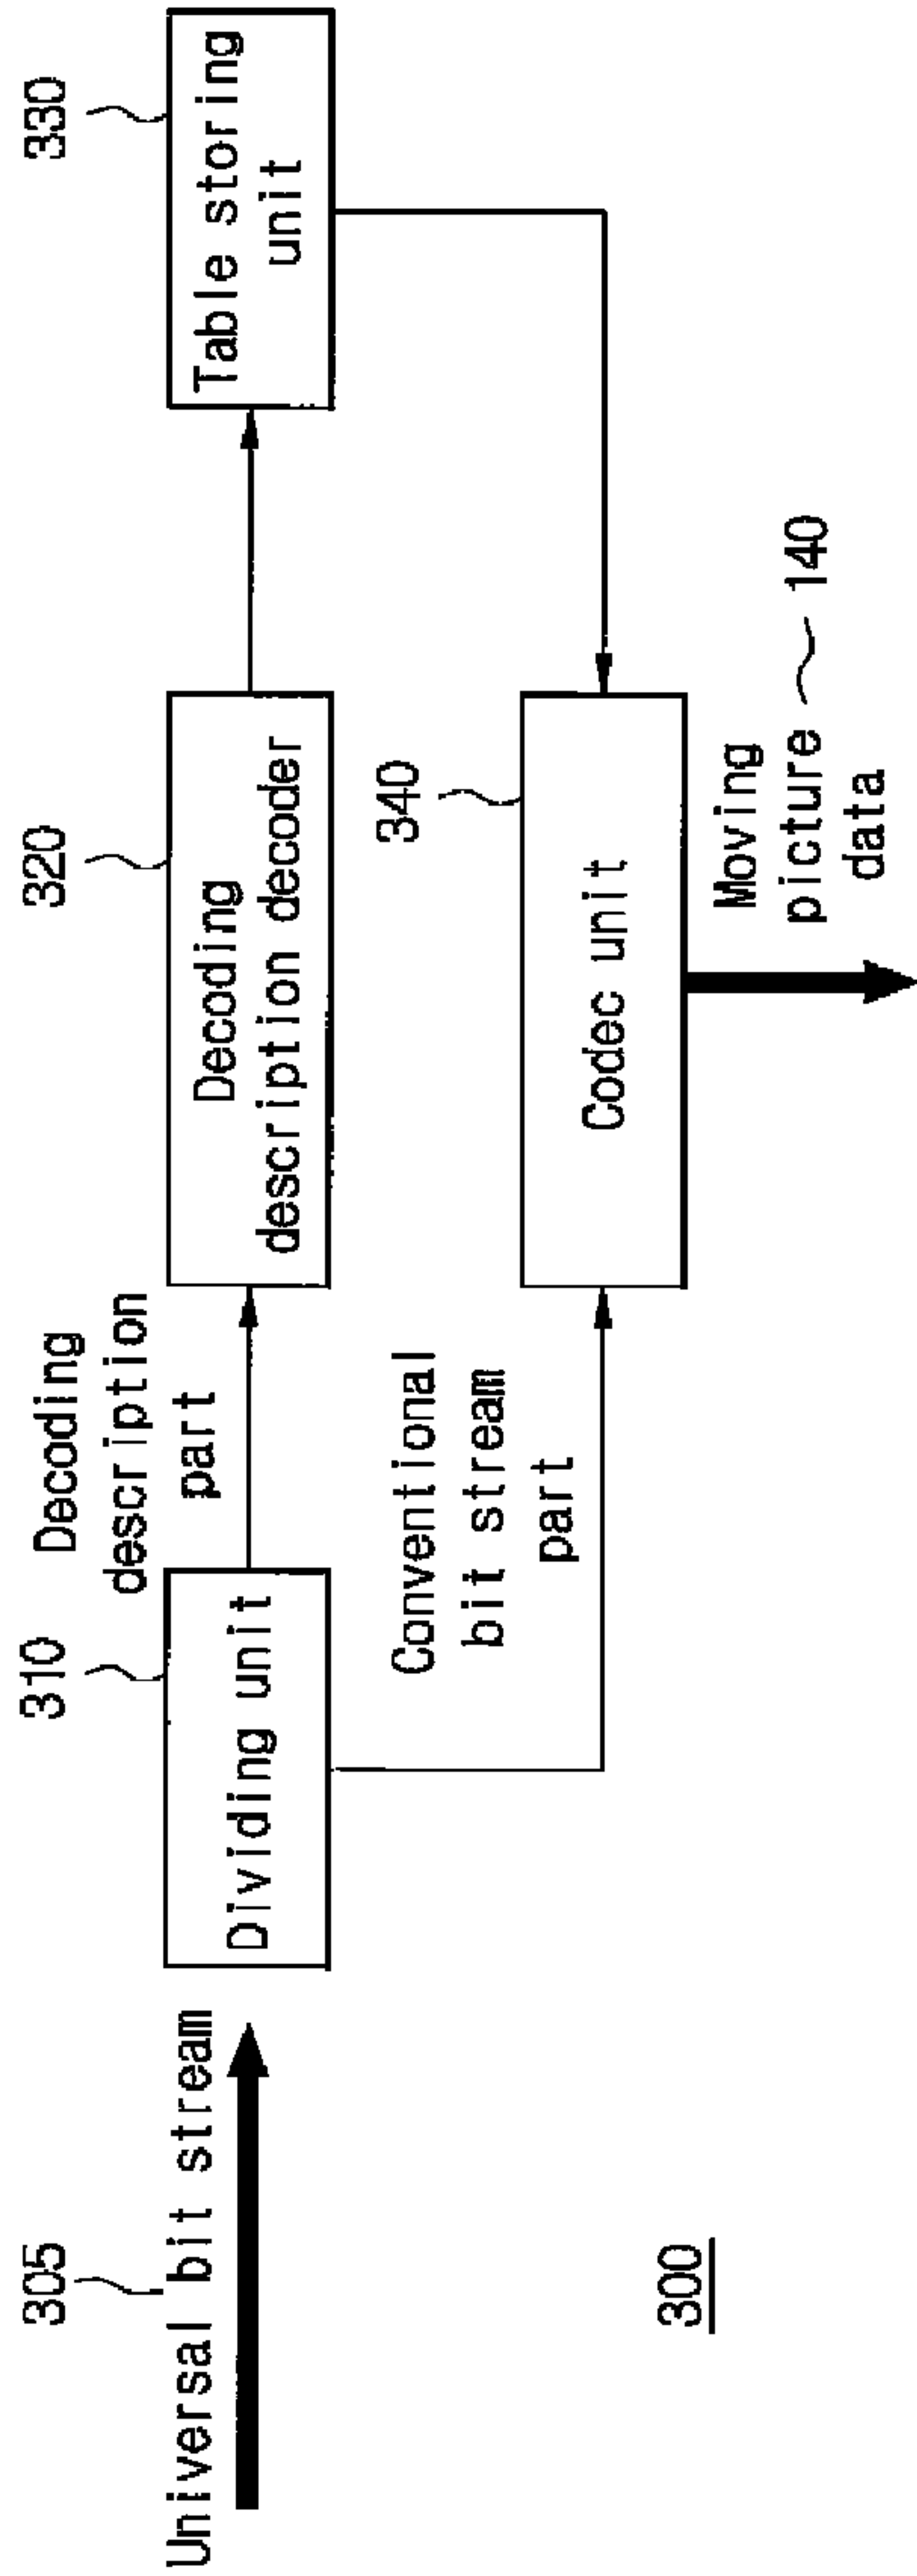 305
Universal bit stream
310
Dividing unit
Decoding
description
part
320
Decoding
description decoder
330
Table storing
unit
Conventional
bit stream
part
340
Codec unit
Moving
picture 140
data
300